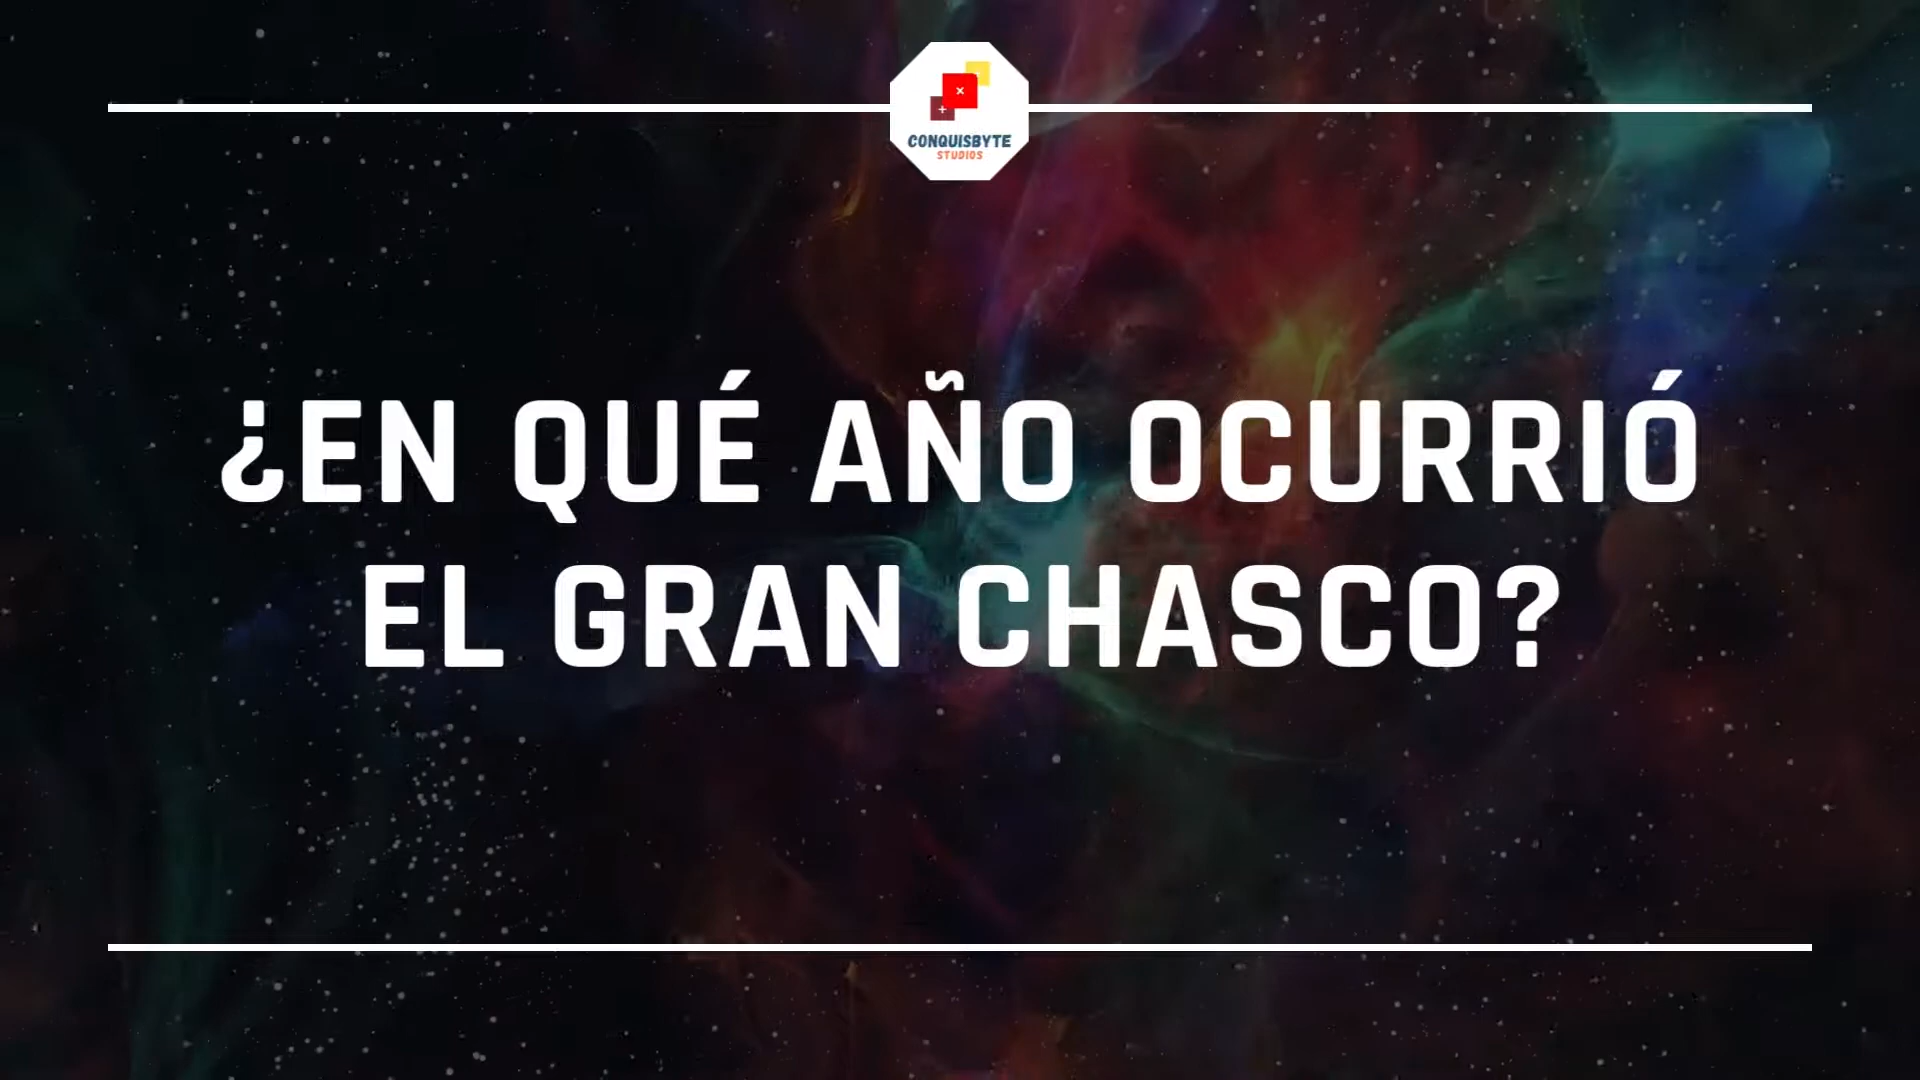 CONQUISBYTE
STUDIOS
¿EN QUÉ AÑO OCURRIÓ
EL GRAN CHASCO?